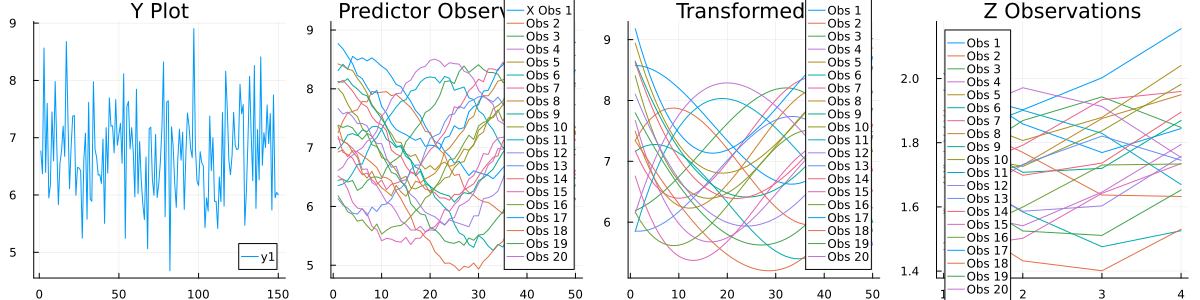 Y Plot
9
8
7
6
5
0
50
100
150
y1
Predictor Observ
9
8
7
6
5
0
10
20
30
50
X Obs 1
Obs 2
Obs 3
Obs 4
Obs 5
Obs 6
Obs 7
Obs 8
Obs 9
Obs 10
Obs 11
Obs 12
Obs 13
Obs 14
Obs 15
Obs 16
Obs 17
Obs 18
Obs 19
Obs 20
Transformed
9
8
7
6
0
10
20
30
40
50
Obs 1
Obs 2
Obs 3
Obs 4
Obs 5
Obs 6
Obs 7
Obs 8
Obs 9
Obs 10
Obs 11
Obs 12
Obs 13
Obs 14
Obs 15
Obs 16
Obs 17
Obs 18
Obs 19
Obs 20
Z Observations
2.0
1.8
1.6
1.4
2
3
4
Obs 1
Obs 2
Obs 3
Obs 4
Obs 5
Obs 6
Obs 7
Obs 8
Obs 9
Obs 10
Obs 11
Obs 12
Obs 13
Obs 14
Obs 15
Obs 16
Obs 17
Obs 18
Obs 19
Obs 20